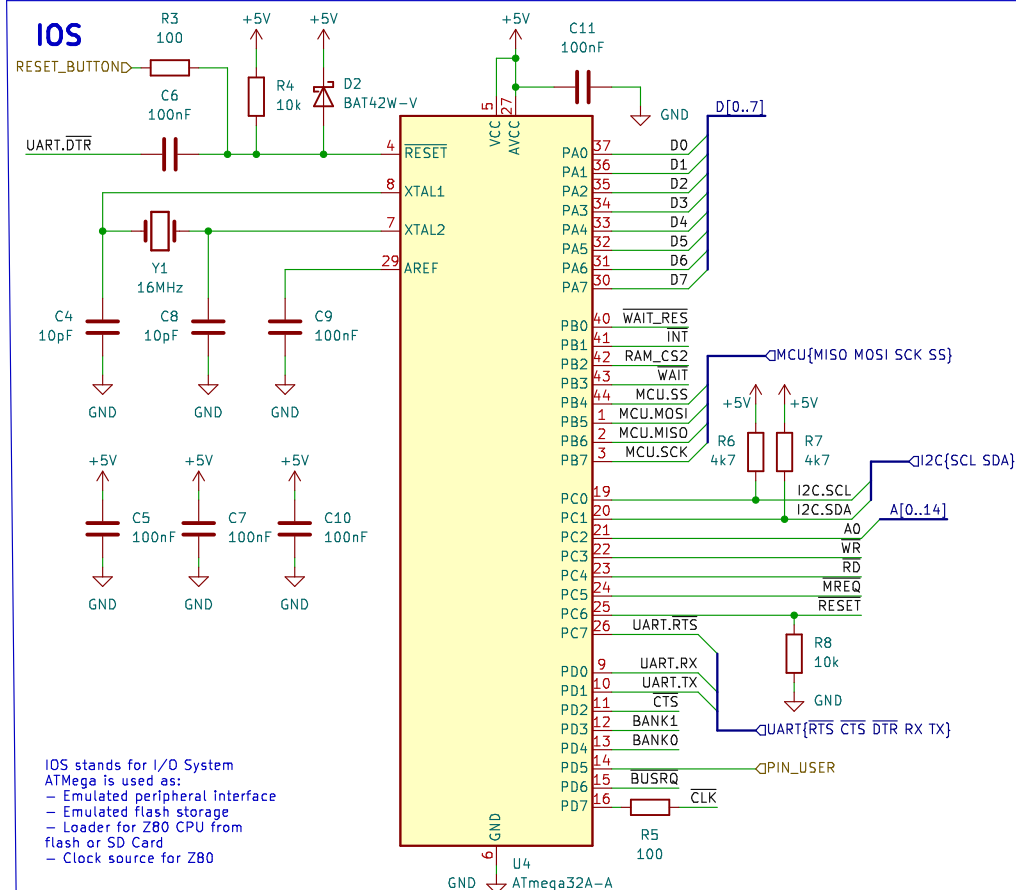 IOS
R3
100
+5V
+5V
+5V
C11
100nF
RESET_BUTTON
R4
10k
D2
BAT42W-V
C6
100nF
GND
D[0..7]
5
27
VCC
AVCC
UART.DTR
4
RESET
8
XTAL1
7
XTAL2
29
AREF
Y1
16MHz
C4
10pF
C8
10pF
C9
100nF
GND
GND
GND
+5V
+5V
+5V
C5
100nF
C7
100nF
C10
100nF
GND
GND
GND
PA0 37 D0
PA1 36 D1
PA2 35 D2
PA3 34 D3
PA4 33 D4
PA5 32 D5
PA6 31 D6
PA7 30 D7
PB0 40 WAIT_RES
PB1 41 INT
PB2 42 RAM_CS2
PB3 43 WAIT
PB4 44 MCU.SS
PB5 1 MCU.MOSI
PB6 2 MCU.MISO
PB7 3 MCU.SCK
MCU{MISO MOSI SCK SS}
+5V
+5V
R6
4k7
R7
4k7
I2C{SCL SDA}
PC0 19 I2C.SCL
PC1 20 I2C.SDA
A[0..14]
PC2 21 A0
PC3 22 WR
PC4 23 RD
PC5 24 MREQ
PC6 25 RESET
PC7 26 UART.RTS
R8
10k
GND
PD0 9 UART.RX
PD1 10 UART.TX
PD2 11 CTS
PD3 12 BANK1
PD4 13 BANK0
PD5 14
PD6 15 BUSRQ
PD7 16 CLK
UART{RTS CTS DTR RX TX}
PIN_USER
R5
100
IOS stands for I/O System
ATMega is used as:
- Emulated peripheral interface
- Emulated flash storage
- Loader for Z80 CPU from
flash or SD Card
- Clock source for Z80
GND
6
U4
GND
ATmega32A-A